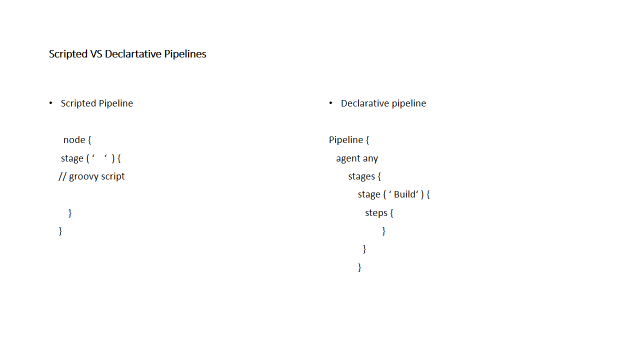 Scripted VS Declartative Pipelines
• Scripted Pipeline
node {
stage ( ‘   ‘ ) {
// groovy script
}
}
• Declarative pipeline
Pipeline {
agent any
stages {
stage ( ‘ Build’ ) {
steps {
}
}
}